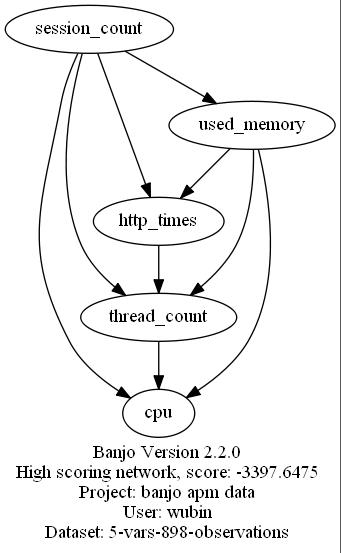 session_count
used_memory
http_times
thread_count
cpu
Banjo Version 2.2.0
High scoring network, score: -3397.6475
Project: banjo apm data
User: wubin
Dataset: 5-vars-898-observations